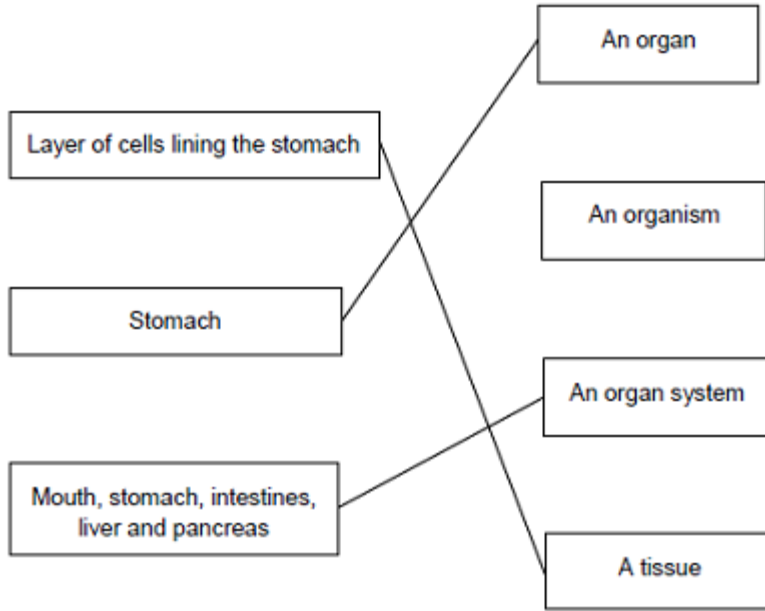 An organ
Layer of cells lining the stomach
An organism
Stomach
An organ system
Mouth, stomach, intestines,
liver and pancreas
A tissue